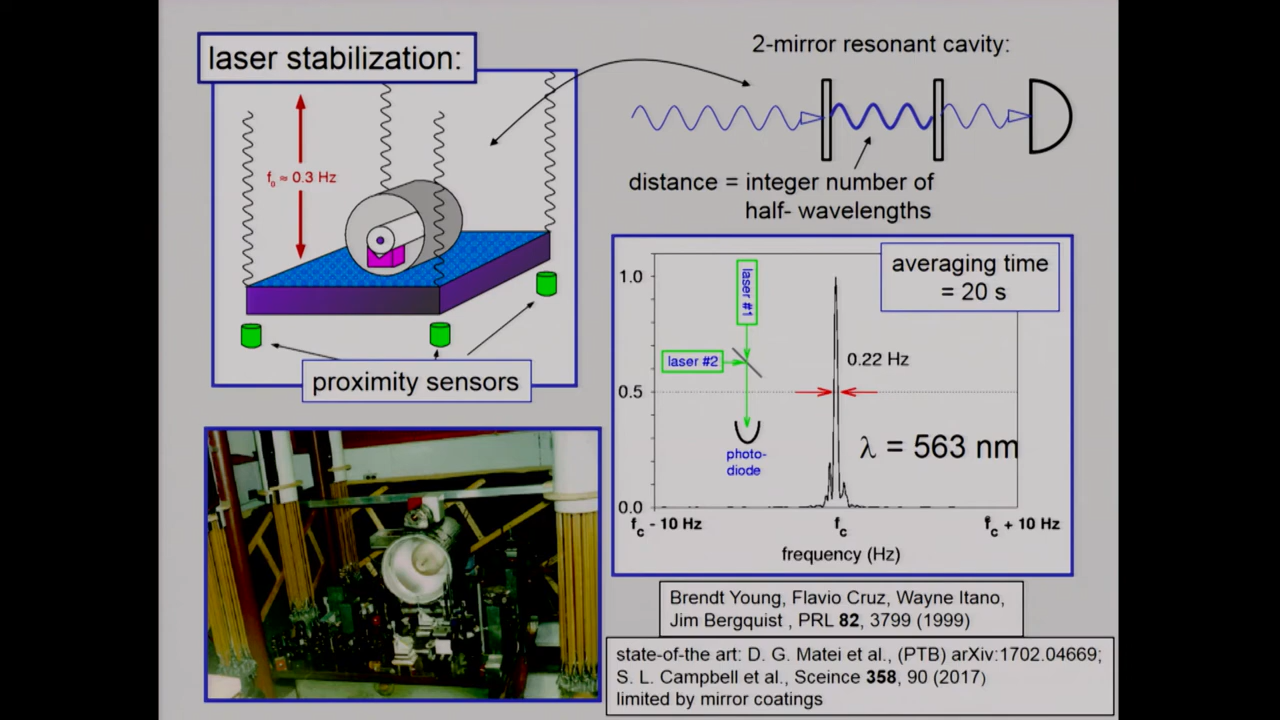 laser stabilization:
f₀ ≈ 0.3 Hz
proximity sensors
2-mirror resonant cavity:
distance = integer number of
half- wavelengths
averaging time
= 20 s
1.0
0.5
0.0
laser #1
laser #2
photo-
diode
0.22 Hz
λ = 563 nm
f_c - 10 Hz
f_c
f_c + 10 Hz
frequency (Hz)
Brendt Young, Flavio Cruz, Wayne Itano,
Jim Bergquist , PRL 82, 3799 (1999)
state-of-the art: D. G. Matei et al., (PTB) arXiv:1702.04669;
S. L. Campbell et al., Sceince 358, 90 (2017)
limited by mirror coatings